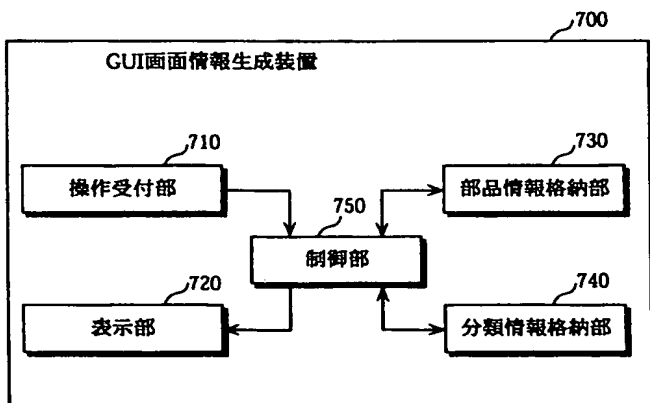 700
GUI画面情報生成装置
710
操作受付部
730
部品情報格納部
750
制御部
720
表示部
740
分類情報格納部